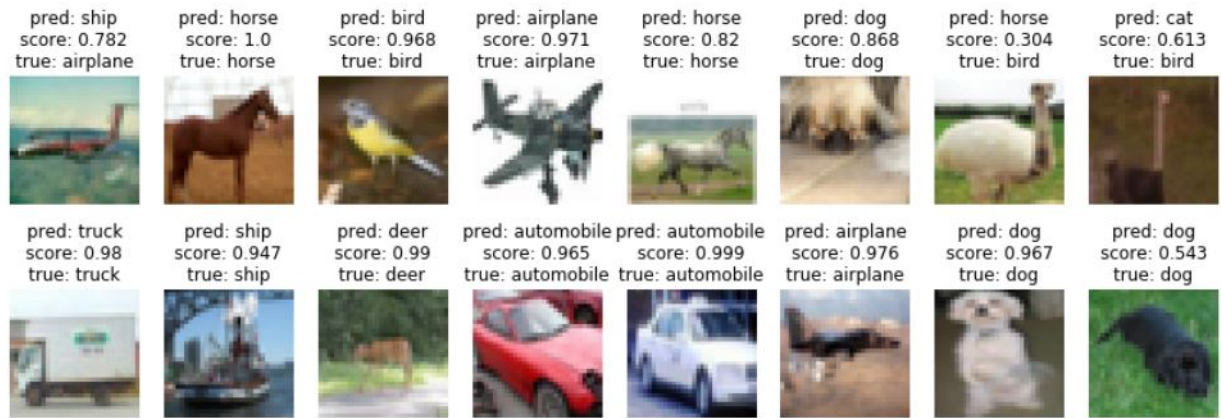 pred: ship
score: 0.782
true: airplane
pred: horse
score: 1.0
true: horse
pred: bird
score: 0.968
true: bird
pred: airplane
score: 0.971
true: airplane
pred: horse
score: 0.82
true: horse
pred: dog
score: 0.868
true: dog
pred: horse
score: 0.304
true: bird
pred: cat
score: 0.613
true: bird
pred: truck
score: 0.98
true: truck
pred: ship
score: 0.947
true: ship
pred: deer
score: 0.99
true: deer
pred: automobile
score: 0.965
true: automobile
pred: automobile
score: 0.999
true: automobile
pred: airplane
score: 0.976
true: airplane
pred: dog
score: 0.967
true: dog
pred: dog
score: 0.543
true: dog